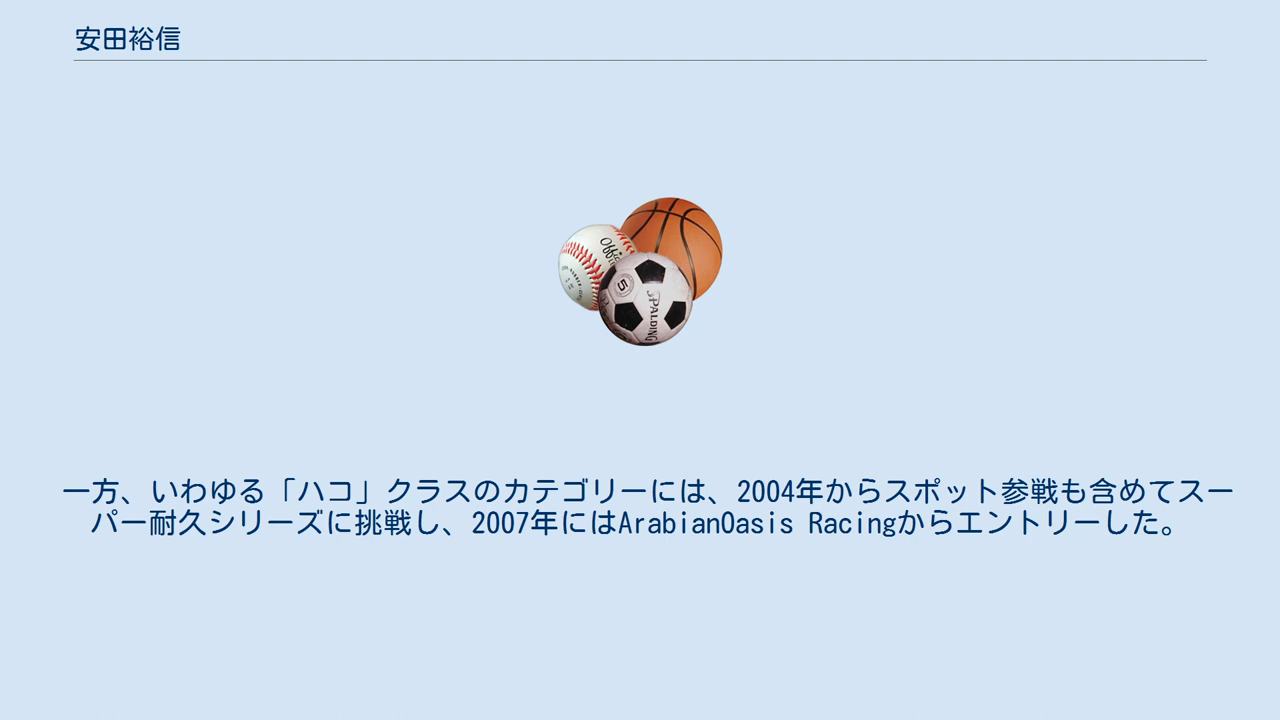 安田裕信
Offi
5
SPALDING
一方、いわゆる「ハコ」クラスのカテゴリーには、2004年からスポット参戦も含めてスー
パー耐久シリーズに挑戦し、2007年にはArabianOasis Racingからエントリーした。